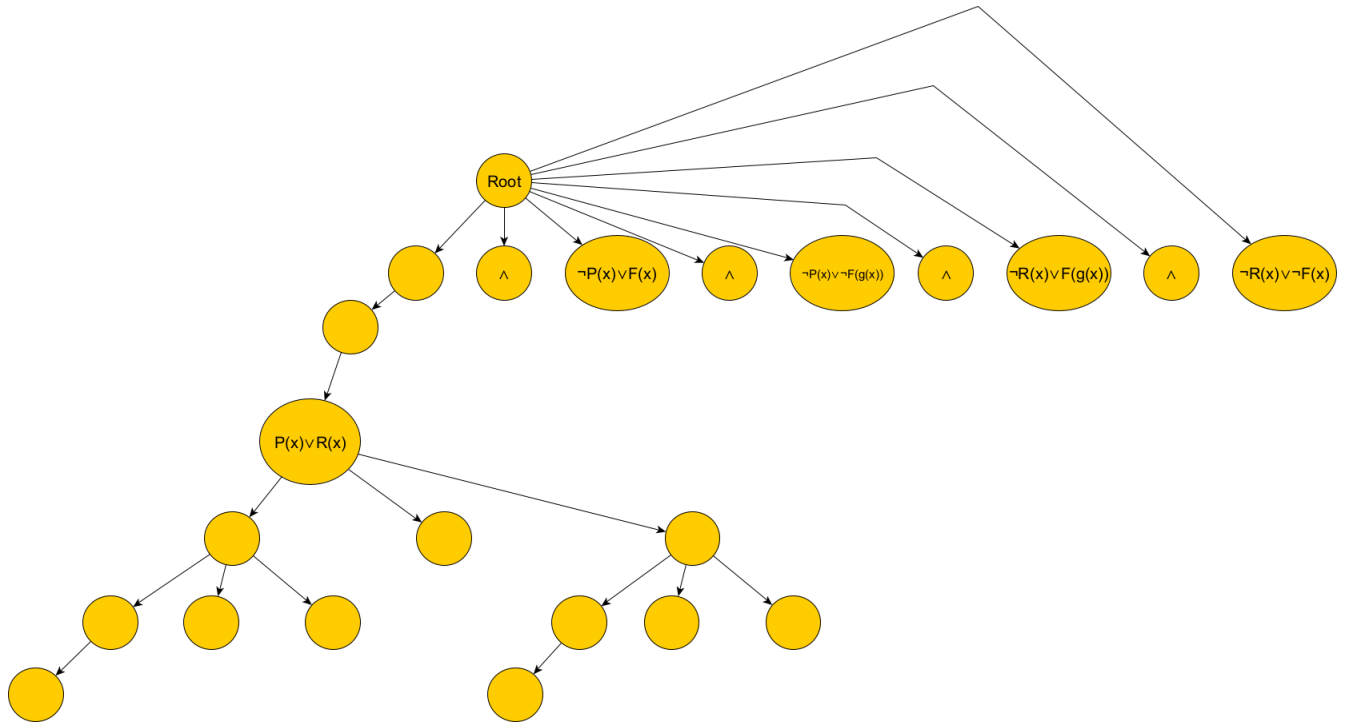 Root
∧
¬P(x)∨F(x)
∧
¬P(x)∨¬F(g(x))
∧
¬R(x)∨F(g(x))
∧
¬R(x)∨¬F(x)
P(x)∨R(x)